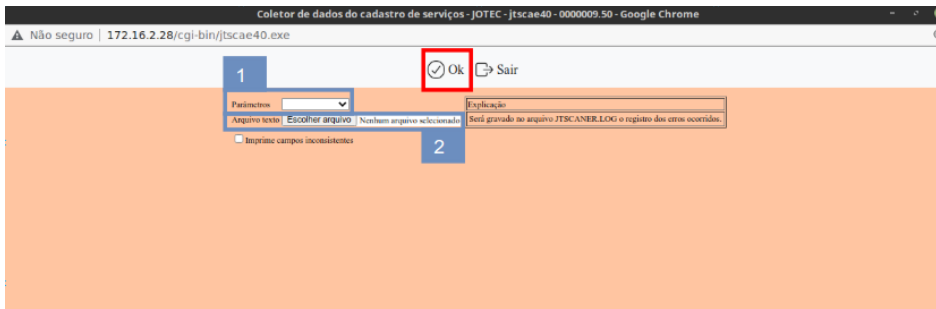 Coletor de dados do cadastro de serviços - JOTEC - jtscae40 - 0000009.50 - Google Chrome
Não seguro | 172.16.2.28/cgi-bin/jtscae40.exe
Ok Sair
1
Parâmetros
Explicação
Arquivo texto Escolher arquivo Nenhum arquivo selecionado
Será gravado no arquivo JTSCANER.LOG o registro dos erros ocorridos.
Imprime campos inconsistentes
2